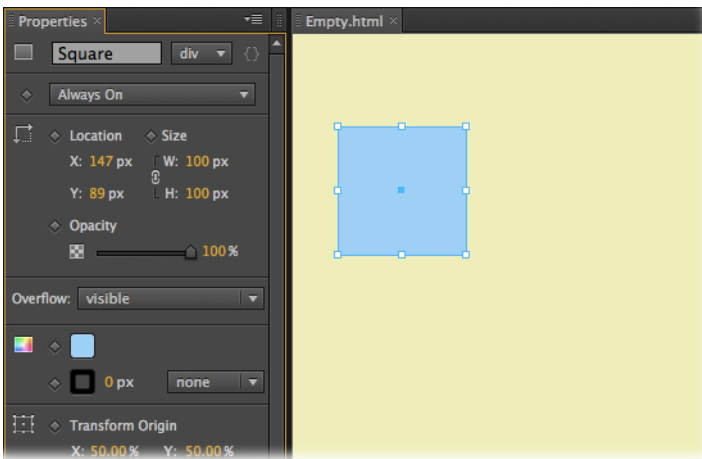 Properties ×
Square div {}
Always On
Location Size
X: 147 px W: 100 px
Y: 89 px H: 100 px
Opacity
100%
Overflow: visible
0 px none
Transform Origin
X: 50.00% Y: 50.00%
Empty.html ×